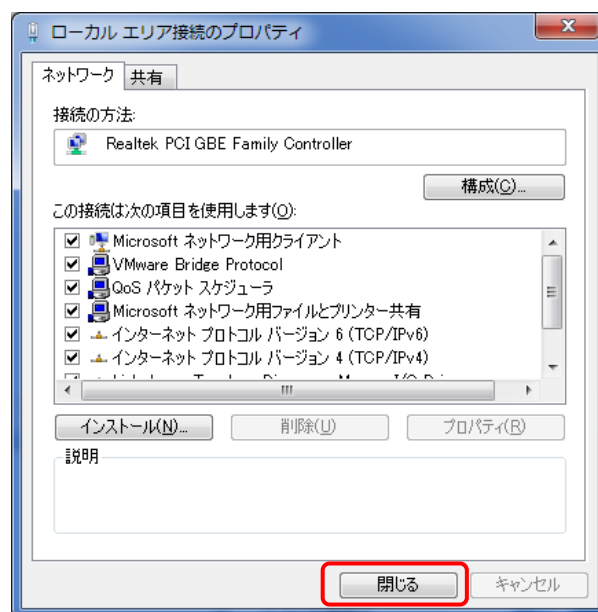 ローカル エリア接続のプロパティ
ネットワーク 共有
接続の方法:
Realtek PCI GBE Family Controller
構成(C)...
この接続は次の項目を使用します(O):
Microsoft ネットワーク用クライアント
VMware Bridge Protocol
QoS パケット スケジューラ
Microsoft ネットワーク用ファイルとプリンター共有
インターネット プロトコル バージョン 6 (TCP/IPv6)
インターネット プロトコル バージョン 4 (TCP/IPv4)
インストール(N)... 削除(U) プロパティ(R)
説明
閉じる キャンセル